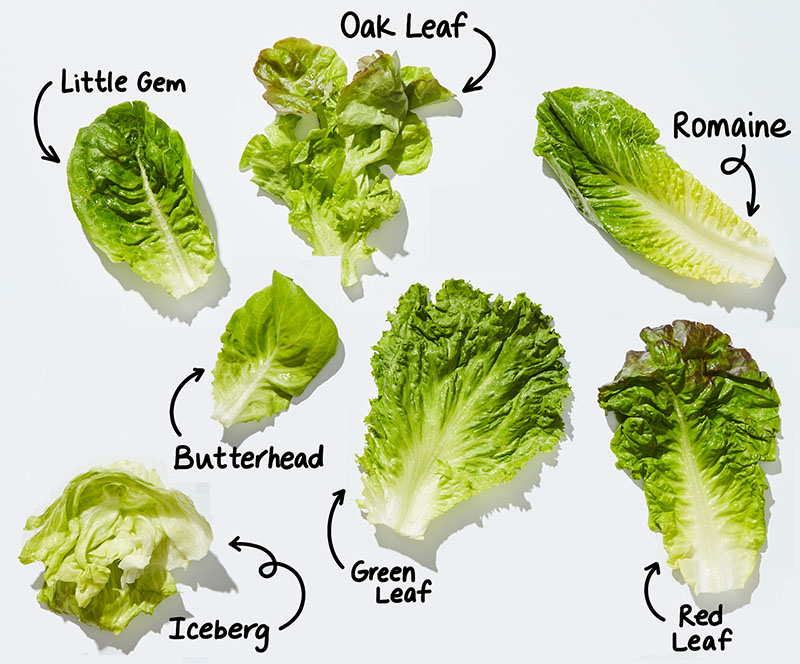 Oak Leaf
Little Gem
Romaine
Butterhead
Green
Leaf
Iceberg
Red
Leaf